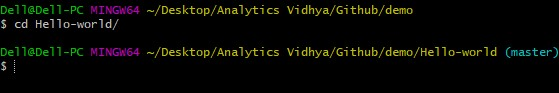 Dell@Dell-PC MINGW64 ~/Desktop/Analytics Vidhya/Github/demo
$ cd Hello-world/
Dell@Dell-PC MINGW64 ~/Desktop/Analytics Vidhya/Github/demo/Hello-world (master)
$